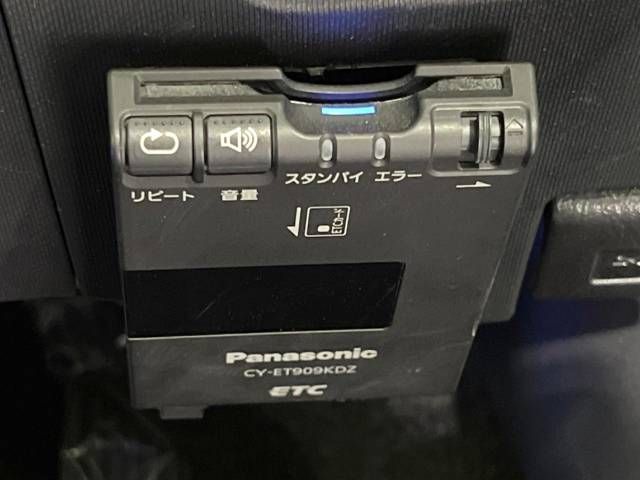 リピート 音量 スタンバイ エラー
ETCカード
Panasonic
CY-ET909KDZ
ETC